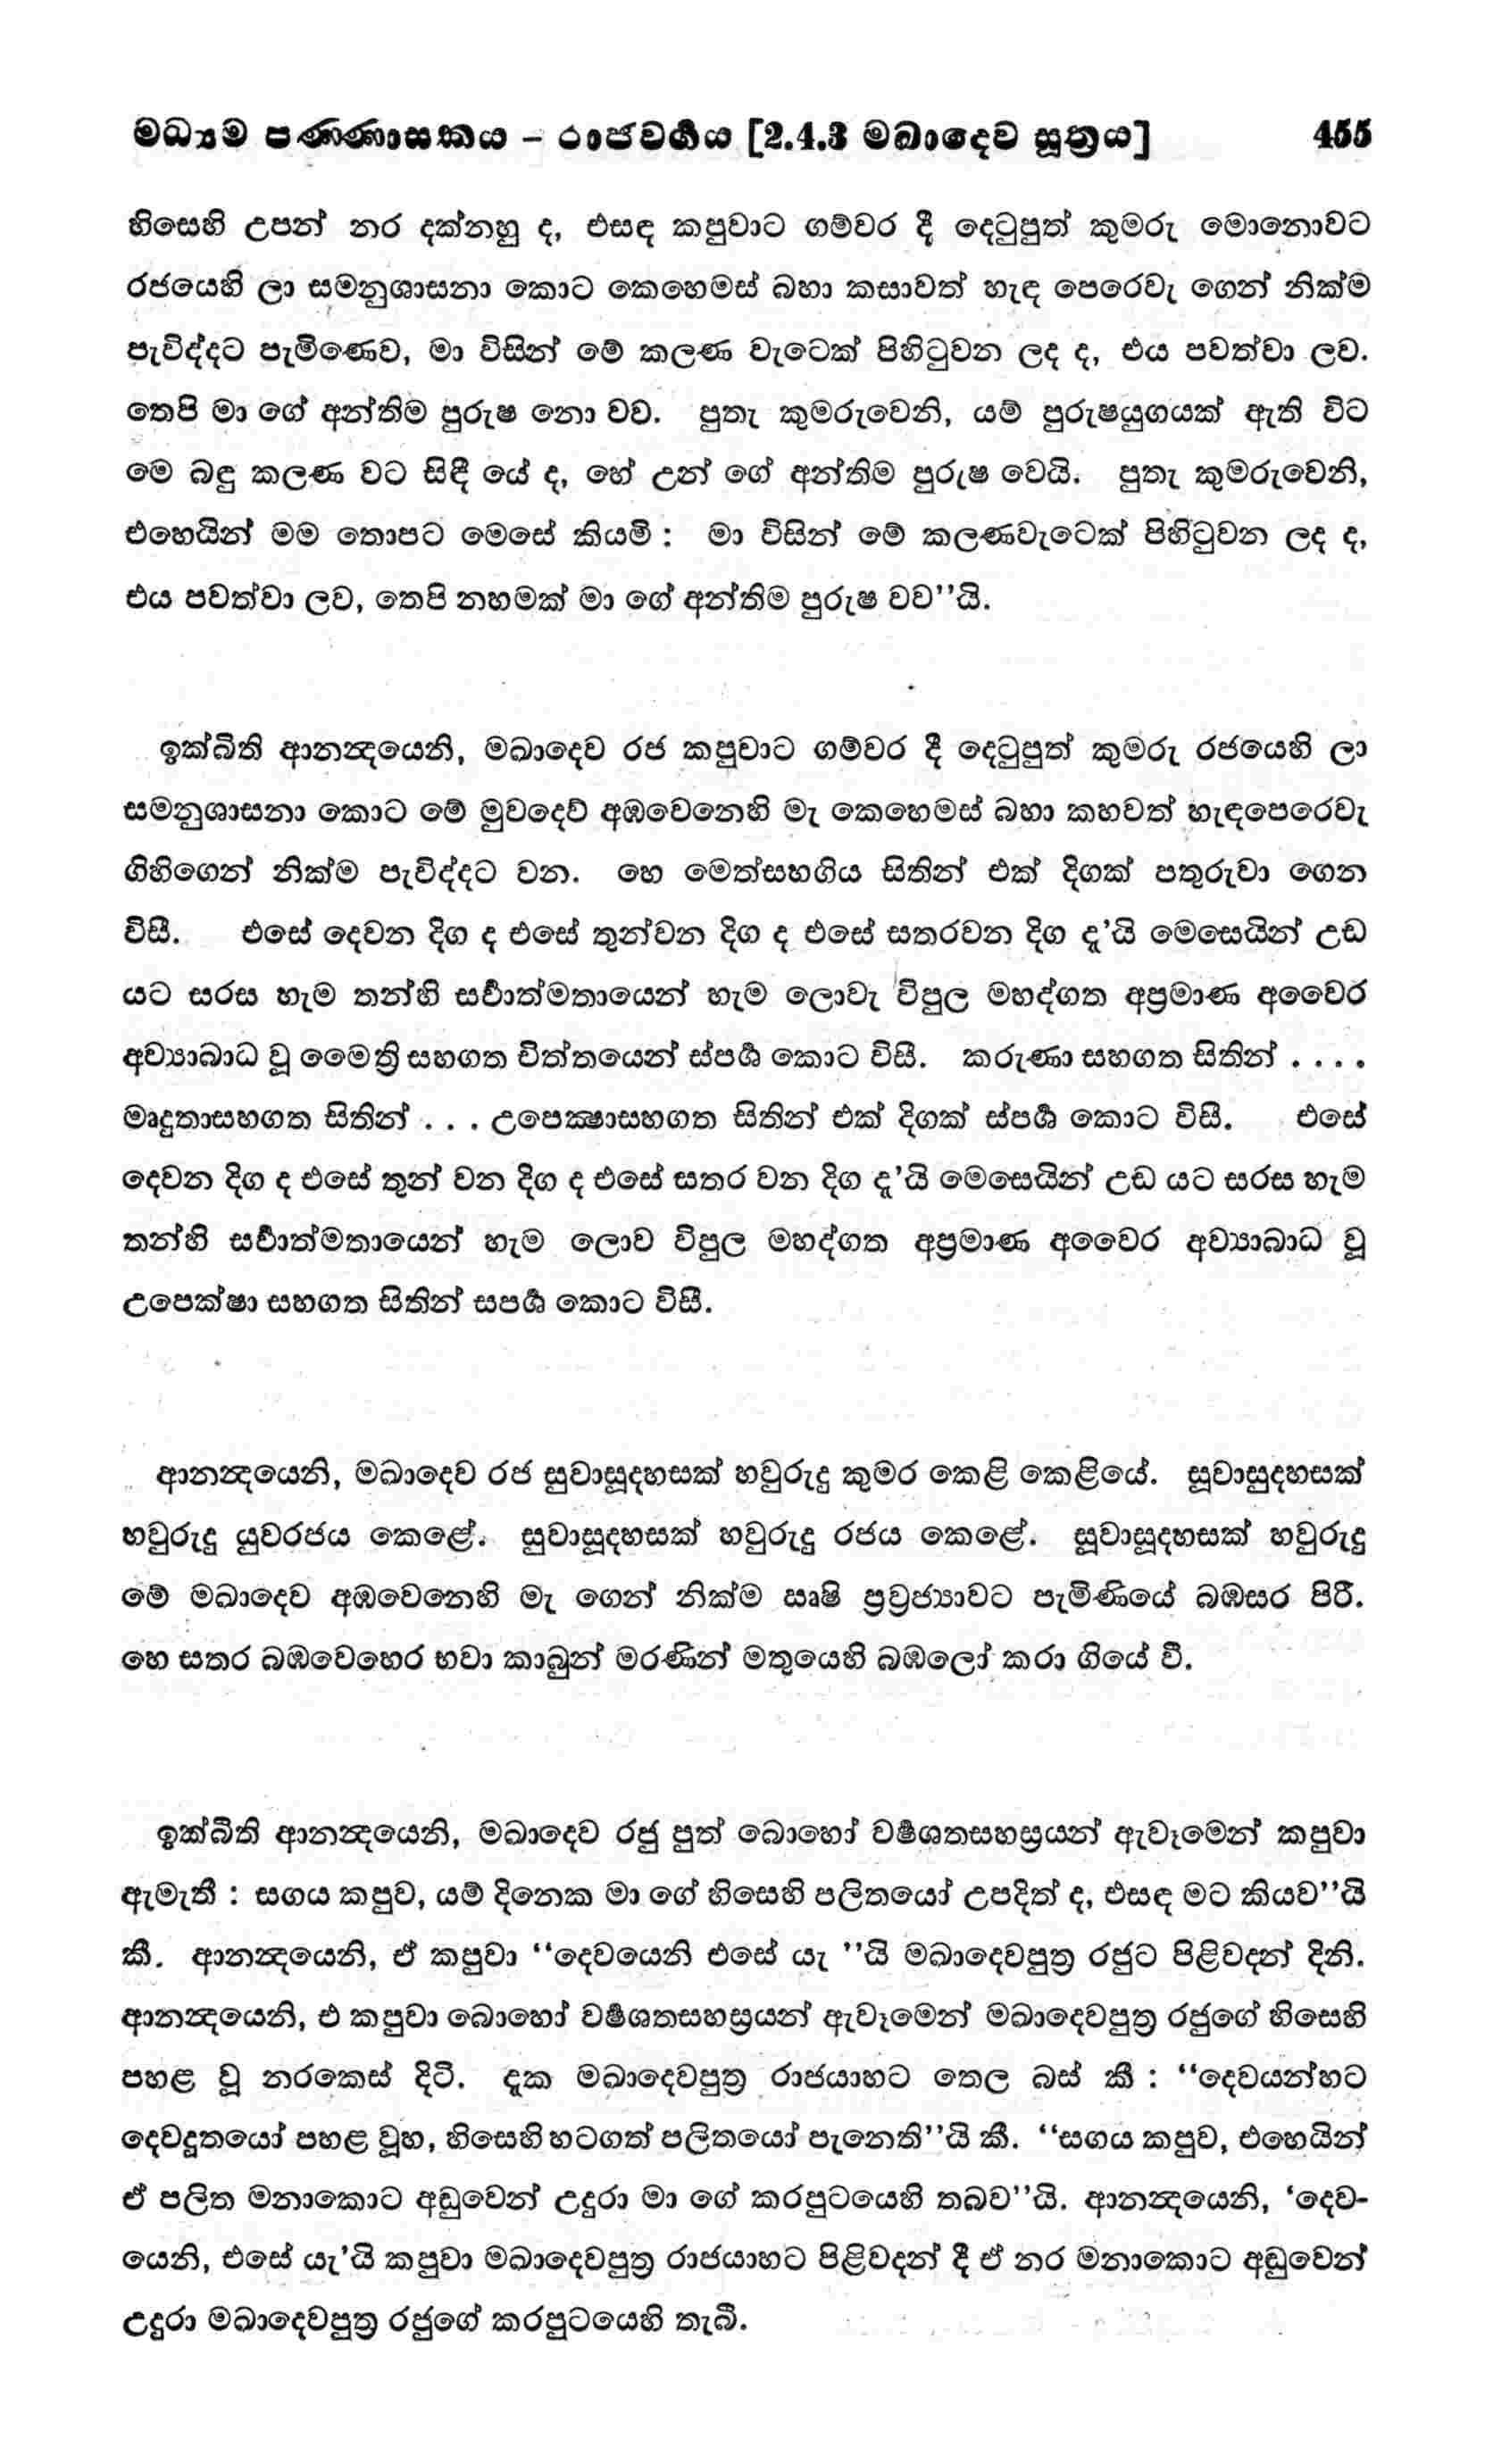 මධ්‍යම පණ්ණාසකය – රාජවර්‍ගය [2.4.3 මඛාදෙව සූත්‍රය] 455
හිසෙහි උපන් නර දක්නහු ද, එසඳ කපුවාට ගම්වර දී දෙටුපුත් කුමරු මොනොවට
රජයෙහි ලා සමනුශාසනා කොට කෙහෙමස් බහා කසාවත් හැඳ පෙරෙවැ ගෙන් නික්ම
පැවිද්දට පැමිණෙව, මා විසින් මේ කලණ වැටෙක් පිහිටුවන ලද ද, එය පවත්වා ලව.
තෙපි මා ගේ අන්තිම පුරුෂ නො වව. පුතැ කුමරුවෙනි, යම් පුරුෂයුගයක් ඇති විට
මෙ බඳු කලණ වට සිඳී යේ ද, හේ උන් ගේ අන්තිම පුරුෂ වෙයි. පුතැ කුමරුවෙනි,
එහෙයින් මම තොපට මෙසේ කියමි : මා විසින් මේ කලණවැටෙක් පිහිටුවන ලද ද,
එය පවත්වා ලව, තෙපි නහමක් මා ගේ අන්තිම පුරුෂ වව’’යි.
ඉක්බිති ආනන්‍දයෙනි, මඛාදෙව රජ කපුවාට ගම්වර දී දෙටුපුත් කුමරු රජයෙහි ලා
සමනුශාසනා කොට මේ මුවදෙව් අඹවෙනෙහි මැ කෙහෙමස් බහා කහවත් හැඳපෙරෙවැ
ගිහිගෙන් නික්ම පැවිද්දට වන. හෙ මෙත්සහගිය සිතින් එක් දිගක් පතුරුවා ගෙන
විසී. එසේ දෙවන දිග ද එසේ තුන්වන දිග ද එසේ සතරවන දිග දැ’යි මෙසෙයින් උඩ
යට සරස හැම තන්හි සර්‍වාත්මතායෙන් හැම ලොවැ විපුල මහද්ගත අප්‍රමාණ අවෛර
අව්‍යාබාධ වූ මෛත්‍රි සහගත චිත්තයෙන් ස්පර්‍ශ කොට විසී. කරුණා සහගත සිතින් . . . .
මෘදුතාසහගත සිතින් . . . උපෙක්‍ෂාසහගත සිතින් එක් දිගක් ස්පර්‍ශ කොට විසී. එසේ
දෙවන දිග ද එසේ තුන් වන දිග ද එසේ සතර වන දිග දැ’යි මෙසෙයින් උඩ යට සරස හැම
තන්හි සර්‍වාත්මතායෙන් හැම ලොව විපුල මහද්ගත අප්‍රමාණ අවෛර අව්‍යාබාධ වූ
උපෙක්ෂා සහගත සිතින් සපර්‍ශ කොට විසී.
ආනන්‍දයෙනි, මඛාදෙව රජ සුවාසූදහසක් හවුරුදු කුමර කෙළි කෙළියේ. සූවාසුදහසක්
හවුරුදු යුවරජය කෙළේ. සුවාසූදහසක් හවුරුදු රජය කෙළේ. සූවාසූදහසක් හවුරුදු
මේ මඛාදෙව අඹවෙනෙහි මැ ගෙන් නික්ම ඍෂි ප්‍රව්‍රජ්‍යාවට පැමිණියේ බඹසර පිරී.
හෙ සතර බඹවෙහෙර භවා කාබුන් මරණින් මතුයෙහි බඹලෝ කරා ගියේ වී.
ඉක්බිති ආනන්‍දයෙනි, මඛාදෙව රජු පුත් බොහෝ වර්‍ෂශතසහස්‍රයන් ඇවෑමෙන් කපුවා
ඇමැතී : සගය කපුව, යම් දිනෙක මා ගේ හිසෙහි පලිතයෝ උපදිත් ද, එසඳ මට කියව’’යි
කී. ආනන්‍දයෙනි, ඒ කපුවා ‘‘දෙවයෙනි එසේ යැ ’’යි මඛාදෙවපුත්‍ර රජුට පිළිවදන් දිනි.
ආනන්‍දයෙනි, එ කපුවා බොහෝ වර්‍ෂශතසහස්‍රයන් ඇවෑමෙන් මඛාදෙවපුත්‍ර රජුගේ හිසෙහි
පහළ වූ නරකෙස් දිටි. දැක මඛාදෙවපුත්‍ර රාජයාහට තෙල බස් කී : ‘‘දෙවයන්හට
දෙවදූතයෝ පහළ වූහ, හිසෙහි හටගත් පලිතයෝ පැනෙති’’යි කී. ‘‘සගය කපුව, එහෙයින්
ඒ පලිත මනාකොට අඬුවෙන් උදුරා මා ගේ කරපුටයෙහි තබව’’යි. ආනන්‍දයෙනි, ‘දෙව-
යෙනි, එසේ යැ’යි කපුවා මඛාදෙවපුත්‍ර රාජයාහට පිළිවදන් දී ඒ නර මනාකොට අඬුවෙන්
උදුරා මඛාදෙවපුත්‍ර රජුගේ කරපුටයෙහි තැබී.